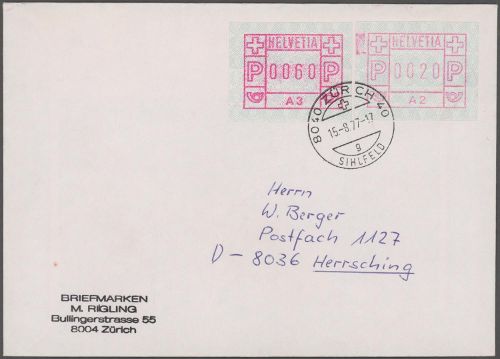 HELVETIA
P 0060 P
A3
HELVETIA
P 0020 P
A2
8040 ZÜRICH 40
15.-8.77-17
g
SIHLFELD
Herrn
W. Berger
Postfach 1127
D - 8036 Herrsching
BRIEFMARKEN
M. RIGLING
Bullingerstrasse 55
8004 Zürich